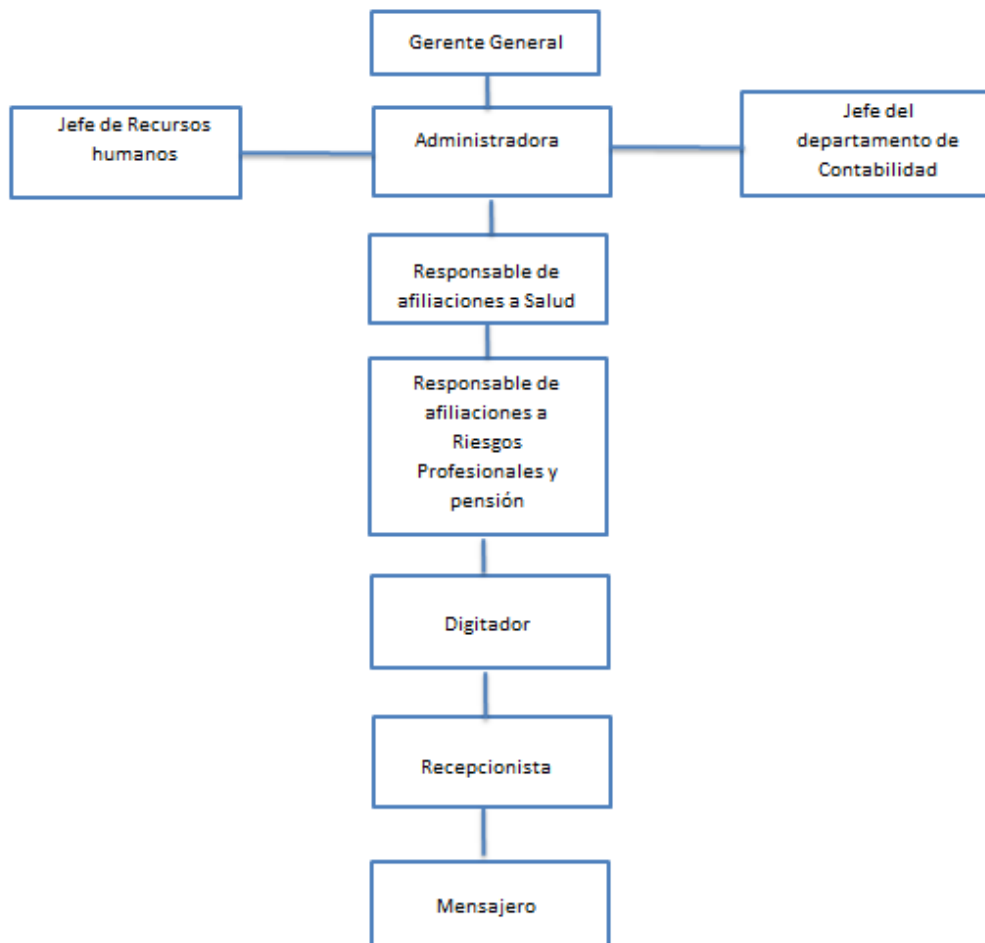 Gerente General
Jefe de Recursos
humanos
Administradora
Jefe del
departamento de
Contabilidad
Responsable de
afiliaciones a Salud
Responsable de
afiliaciones a
Riesgos
Profesionales y
pensión
Digitador
Recepcionista
Mensajero